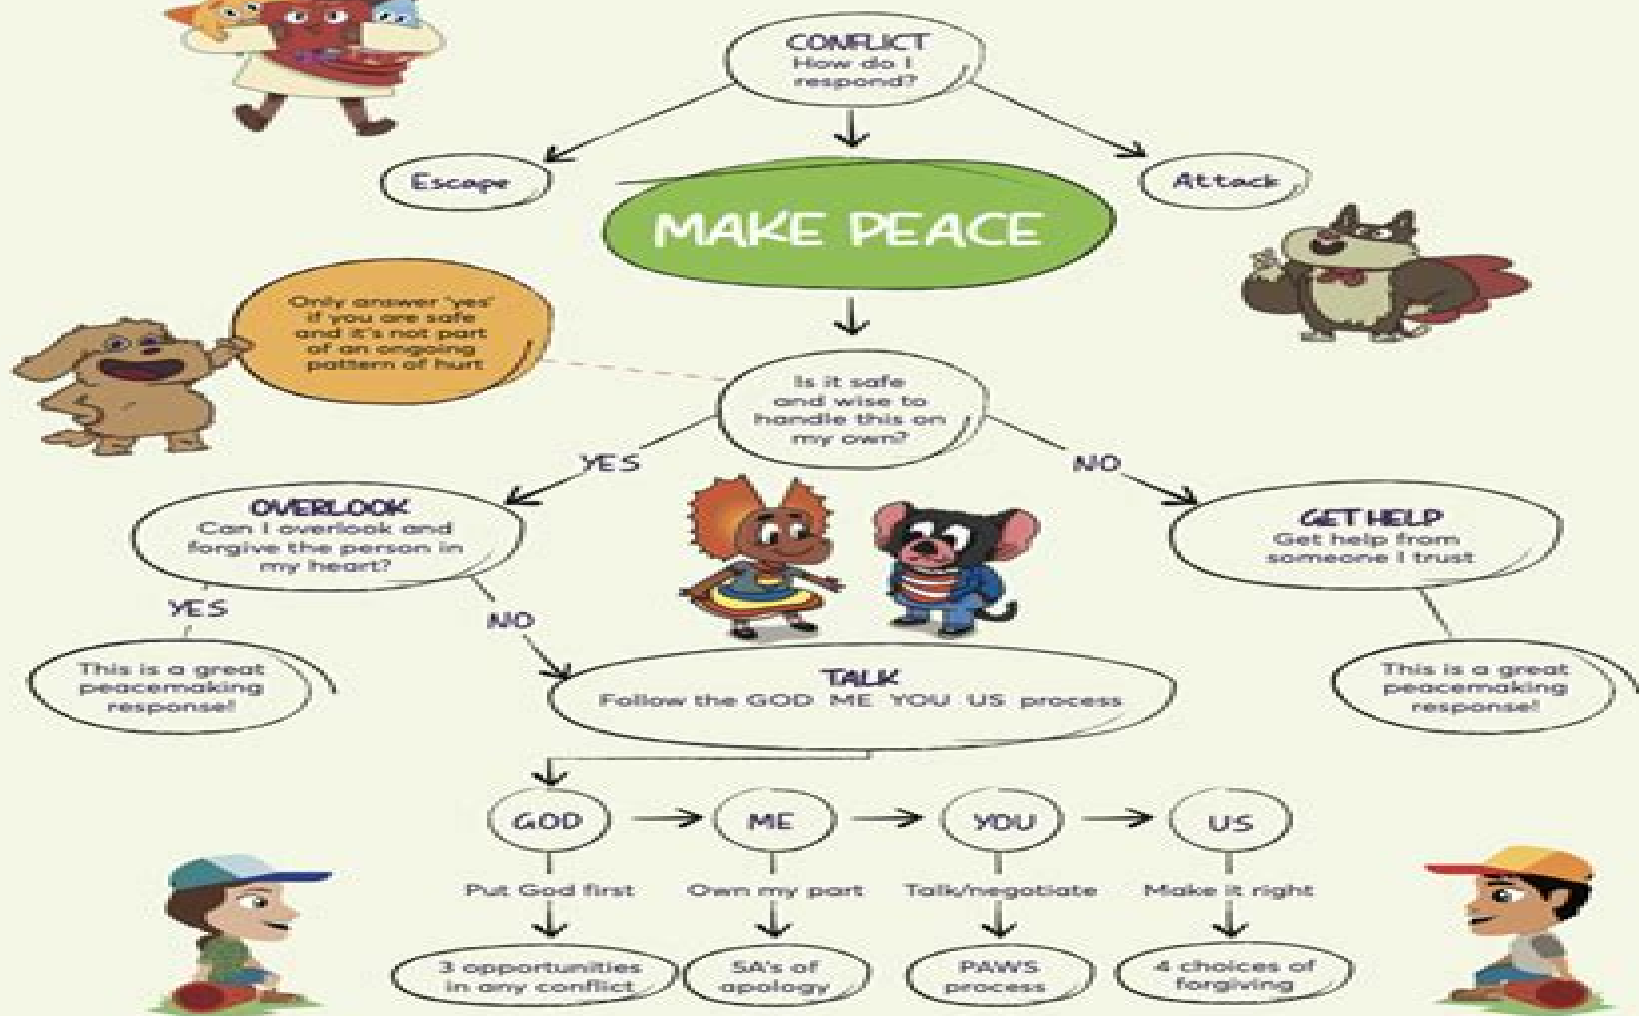 CONFLICT
How do I
respond?
Escape
Attack
MAKE PEACE
Only answer 'yes'
if you are safe
and it's not part
of an ongoing
pattern of hurt
Is it safe
and wise to
handle this on
my own?
YES
NO
OVERLOOK
Can I overlook and
forgive the person in
my heart?
GET HELP
Get help from
someone I trust
YES
NO
This is a great
peacemaking
response!
TALK
Follow the GOD ME YOU US process
This is a great
peacemaking
response!
GOD
ME
YOU
US
Put God first
Own my part
Talk/negotiate
Make it right
3 opportunities
in any conflict
5A's of
apology
PAWS
process
4 choices of
forgiving